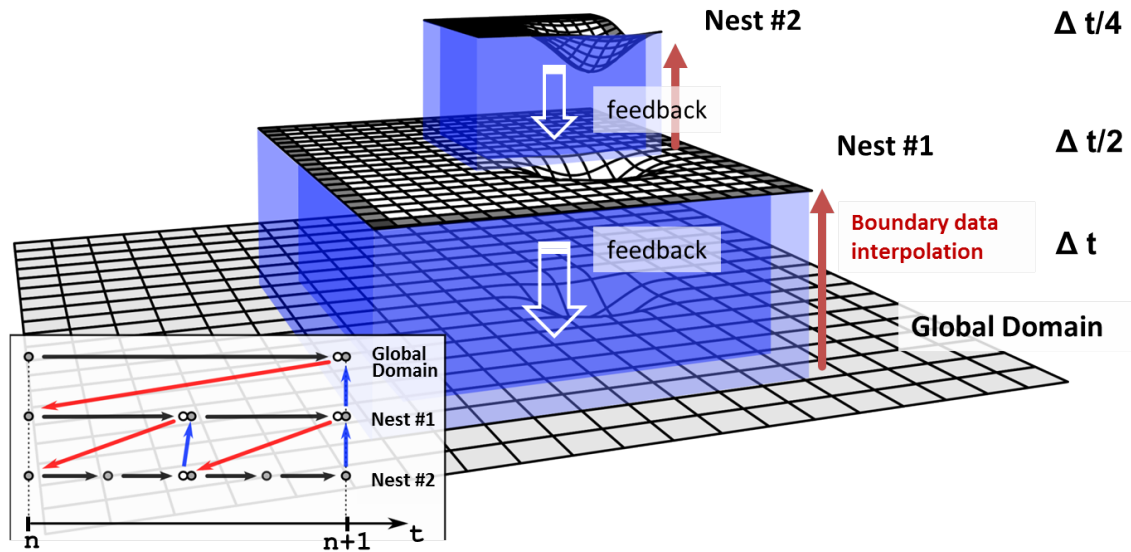 Nest #2
Δ t/4
feedback
Nest #1
Δ t/2
Boundary data
interpolation
Δ t
feedback
Global Domain
Global
Domain
Nest #1
Nest #2
t
n
n+1